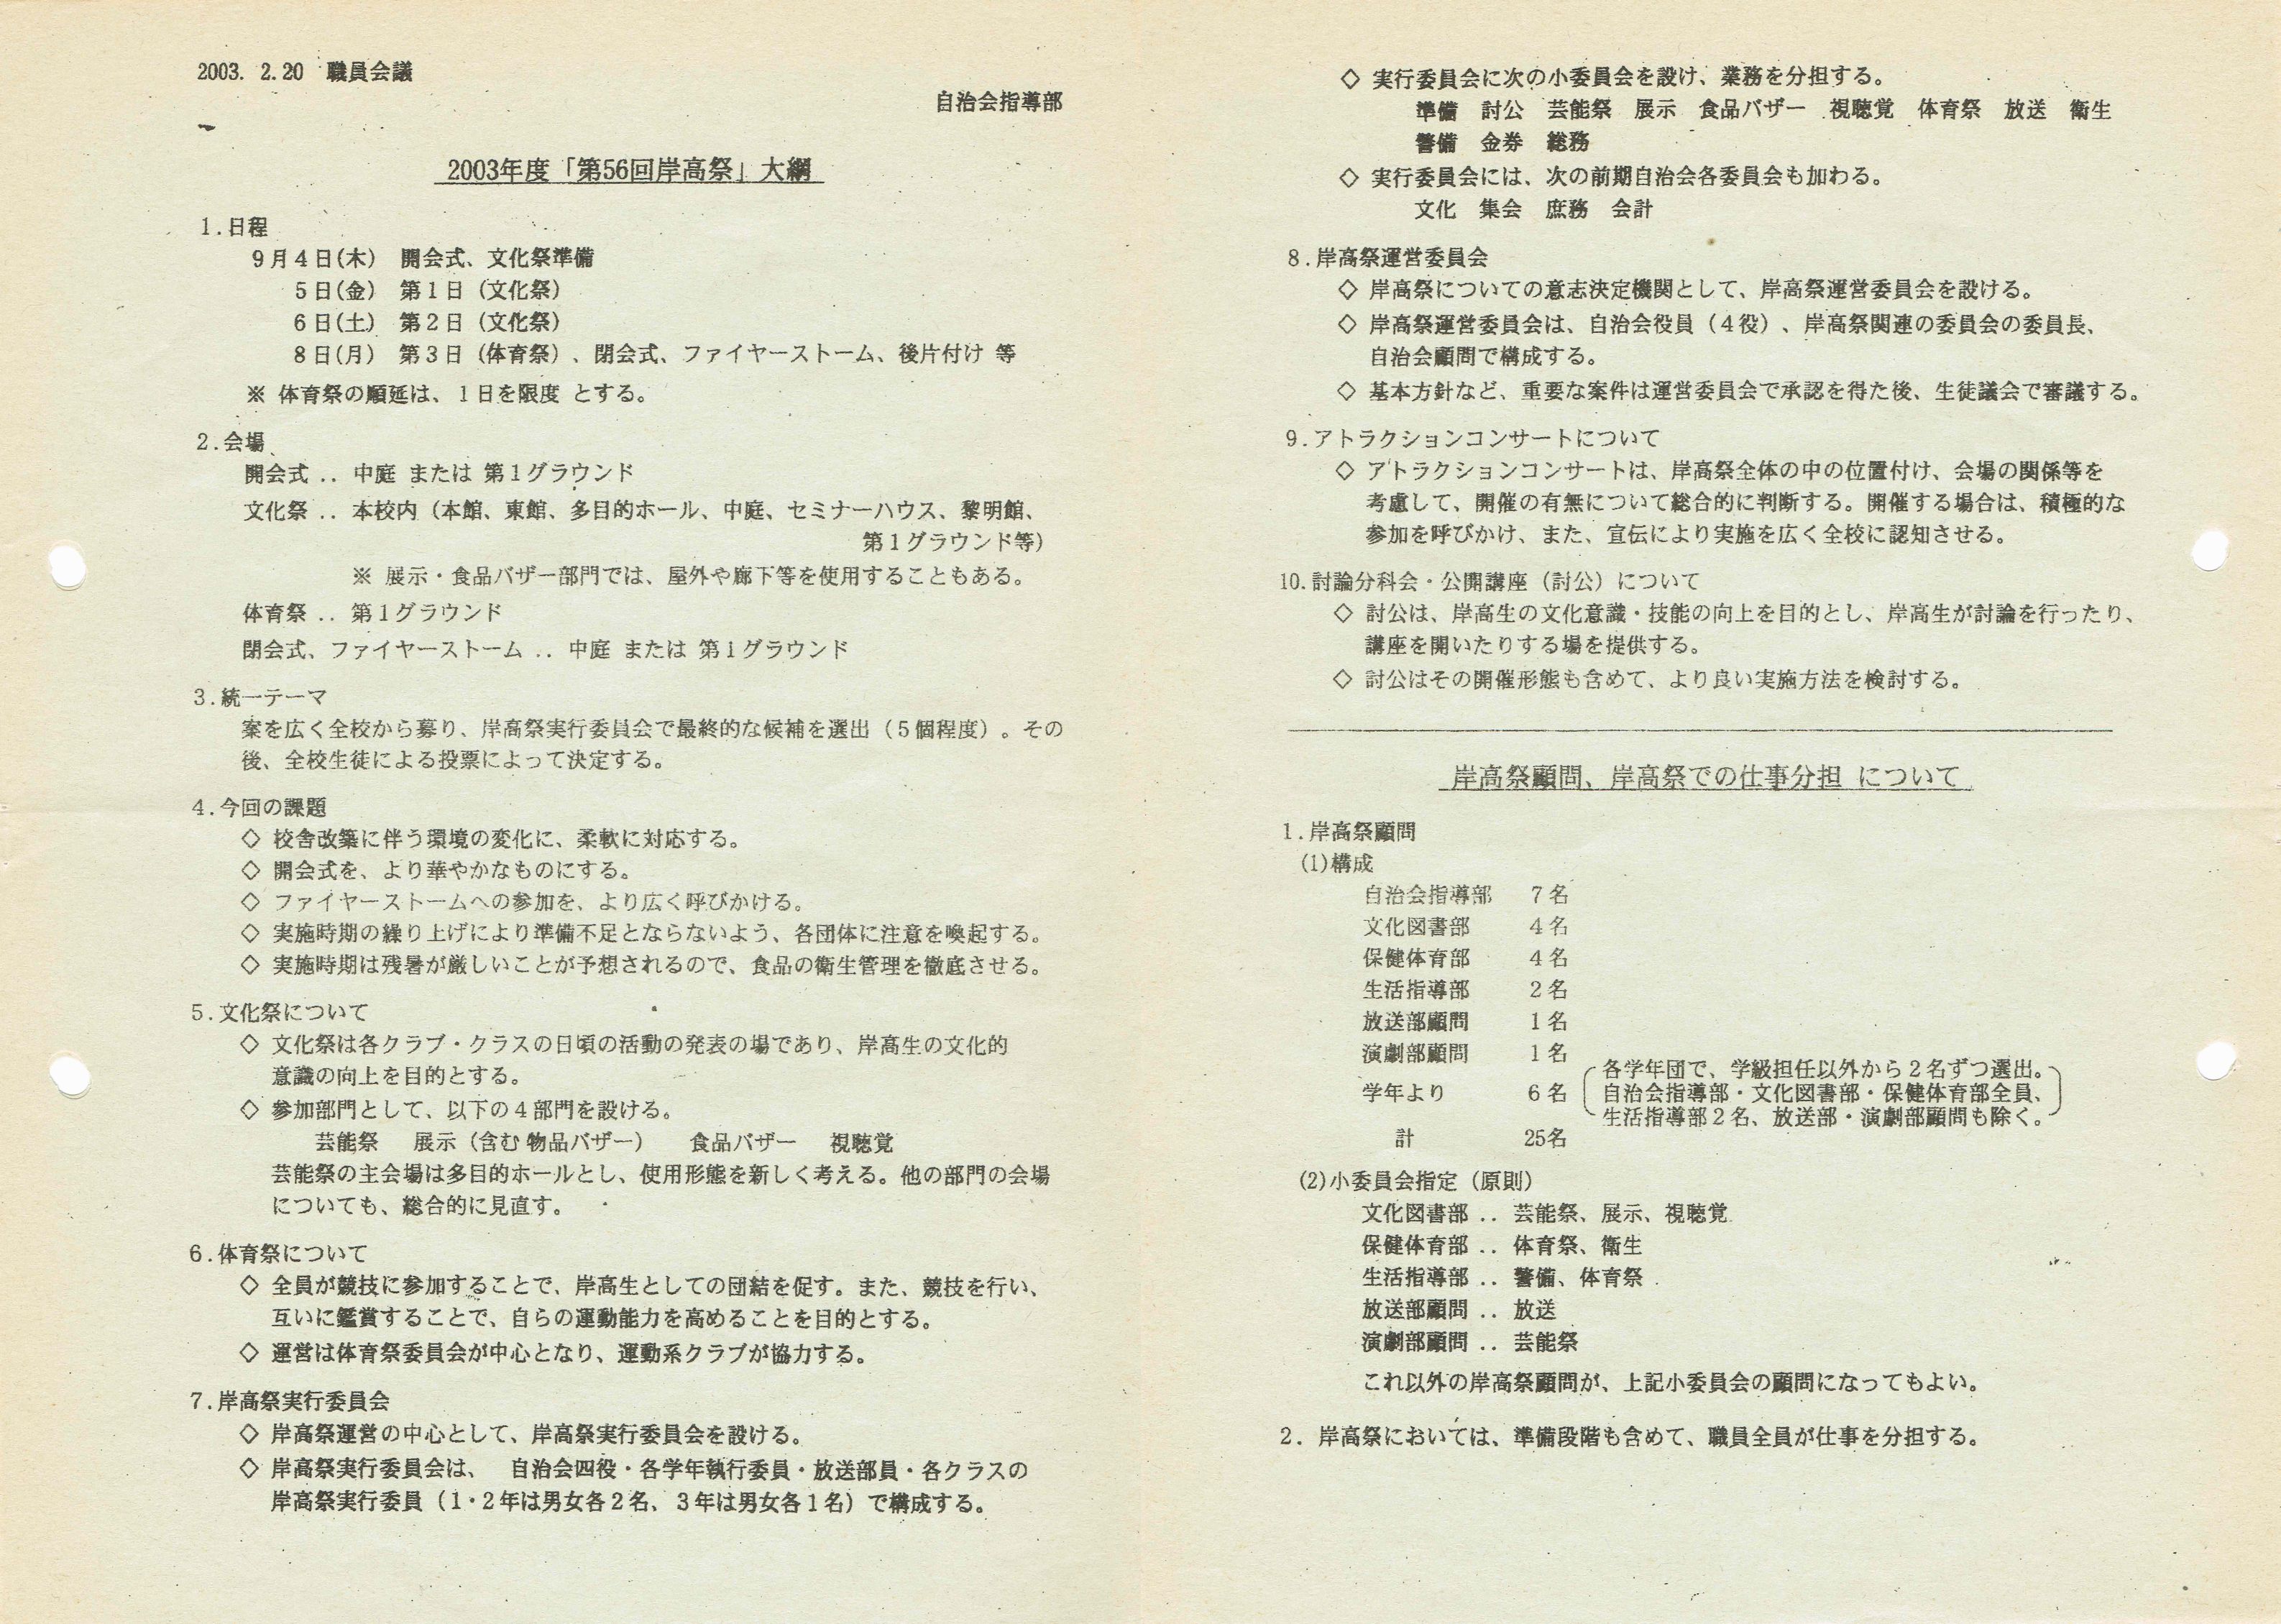 2003. 2.20 職員会議
自治会指導部
2003年度「第56回岸高祭」大綱
1.日程
9月4日(木) 開会式、文化祭準備
5日(金) 第1日（文化祭）
6日(土) 第2日（文化祭）
8日(月) 第3日（体育祭）、閉会式、ファイヤーストーム、後片付け 等
※ 体育祭の順延は、1日を限度 とする。
2.会場
開会式 .. 中庭 または 第1グラウンド
文化祭 .. 本校内（本館、東館、多目的ホール、中庭、セミナーハウス、黎明館、
第1グラウンド等）
※ 展示・食品バザー部門では、屋外や廊下等を使用することもある。
体育祭 .. 第1グラウンド
閉会式、ファイヤーストーム .. 中庭 または 第1グラウンド
3.統一テーマ
案を広く全校から募り、岸高祭実行委員会で最終的な候補を選出（5個程度）。その
後、全校生徒による投票によって決定する。
4.今回の課題
◇ 校舎改築に伴う環境の変化に、柔軟に対応する。
◇ 開会式を、より華やかなものにする。
◇ ファイヤーストームへの参加を、より広く呼びかける。
◇ 実施時期の繰り上げにより準備不足とならないよう、各団体に注意を喚起する。
◇ 実施時期は残暑が厳しいことが予想されるので、食品の衛生管理を徹底させる。
5.文化祭について
◇ 文化祭は各クラブ・クラスの日頃の活動の発表の場であり、岸高生の文化的
意識の向上を目的とする。
◇ 参加部門として、以下の4部門を設ける。
芸能祭 展示（含む 物品バザー） 食品バザー 視聴覚
芸能祭の主会場は多目的ホールとし、使用形態を新しく考える。他の部門の会場
についても、総合的に見直す。
6.体育祭について
◇ 全員が競技に参加することで、岸高生としての団結を促す。また、競技を行い、
互いに鑑賞することで、自らの運動能力を高めることを目的とする。
◇ 運営は体育祭委員会が中心となり、運動系クラブが協力する。
7.岸高祭実行委員会
◇ 岸高祭運営の中心として、岸高祭実行委員会を設ける。
◇ 岸高祭実行委員会は、 自治会四役・各学年執行委員・放送部員・各クラスの
岸高祭実行委員（1・2年は男女各2名、3年は男女各1名）で構成する。
◇ 実行委員会に次の小委員会を設け、業務を分担する。
準備 討公 芸能祭 展示 食品バザー 視聴覚 体育祭 放送 衛生
警備 金券 総務
◇ 実行委員会には、次の前期自治会各委員会も加わる。
文化 集会 庶務 会計
8.岸高祭運営委員会
◇ 岸高祭についての意志決定機関として、岸高祭運営委員会を設ける。
◇ 岸高祭運営委員会は、自治会役員（4役）、岸高祭関連の委員会の委員長、
自治会顧問で構成する。
◇ 基本方針など、重要な案件は運営委員会で承認を得た後、生徒議会で審議する。
9.アトラクションコンサートについて
◇ アトラクションコンサートは、岸高祭全体の中の位置付け、会場の関係等を
考慮して、開催の有無について総合的に判断する。開催する場合は、積極的な
参加を呼びかけ、また、宣伝により実施を広く全校に認知させる。
10.討論分科会・公開講座（討公）について
◇ 討公は、岸高生の文化意識・技能の向上を目的とし、岸高生が討論を行ったり、
講座を開いたりする場を提供する。
◇ 討公はその開催形態も含めて、より良い実施方法を検討する。
岸高祭顧問、岸高祭での仕事分担 について
1.岸高祭顧問
(1)構成
自治会指導部 7名
文化図書部 4名
保健体育部 4名
生活指導部 2名
放送部顧問 1名
演劇部顧問 1名
各学年団で、学級担任以外から2名ずつ選出。
学年より 6名 自治会指導部・文化図書部・保健体育部全員、
生活指導部2名、放送部・演劇部顧問も除く。
計 25名
(2)小委員会指定（原則）
文化図書部 .. 芸能祭、展示、視聴覚
保健体育部 .. 体育祭、衛生
生活指導部 .. 警備、体育祭
放送部顧問 .. 放送
演劇部顧問 .. 芸能祭
これ以外の岸高祭顧問が、上記小委員会の顧問になってもよい。
2. 岸高祭においては、準備段階も含めて、職員全員が仕事を分担する。